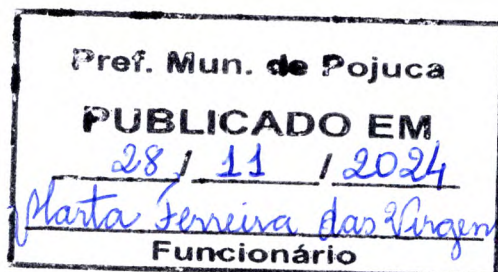 Pref. Mun. de Pojuca
PUBLICADO EM
28 / 11 / 2024
Marta Ferreira das Virgens
Funcionário